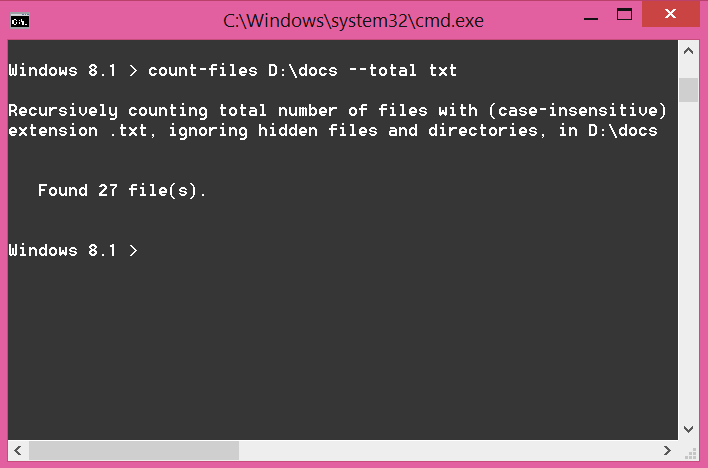 C:\Windows\system32\cmd.exe
Windows 8.1 > count-files D:\docs --total txt
Recursively counting total number of files with (case-insensitive)
extension .txt, ignoring hidden files and directories, in D:\docs
Found 27 file(s).
Windows 8.1 >